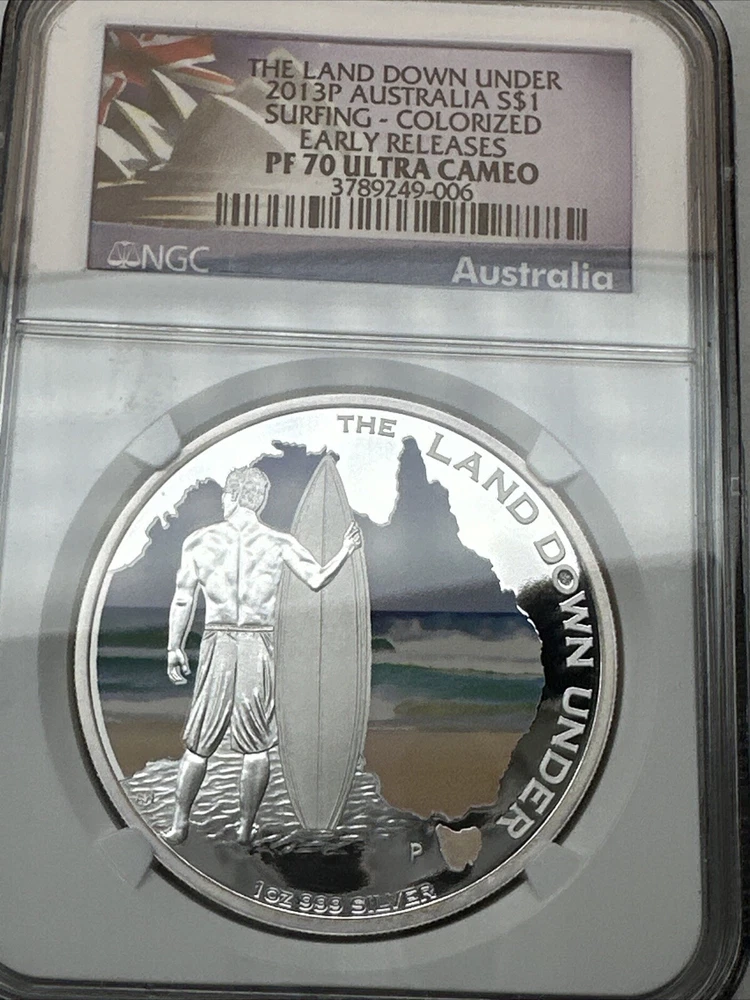 THE LAND DOWN UNDER
2013P AUSTRALIA S$1
SURFING - COLORIZED
EARLY RELEASES
PF 70 ULTRA CAMEO
3789249-006
NGC
Australia
THE LAND DOWN UNDER
P
1OZ 999 SILVER